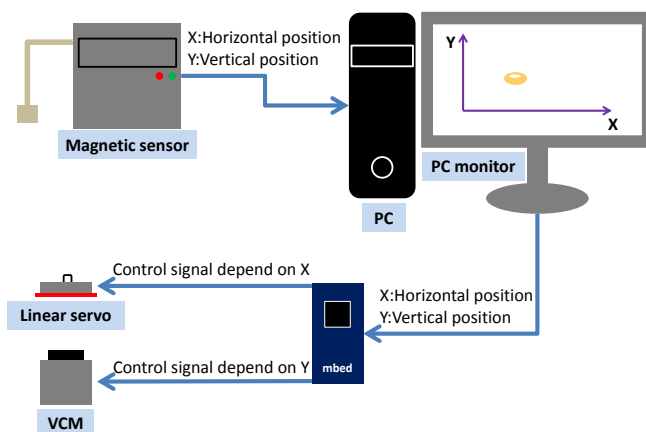 X:Horizontal position
Y:Vertical position
Magnetic sensor
PC
Y
X
PC monitor
Control signal depend on X
Linear servo
X:Horizontal position
Y:Vertical position
mbed
Control signal depend on Y
VCM